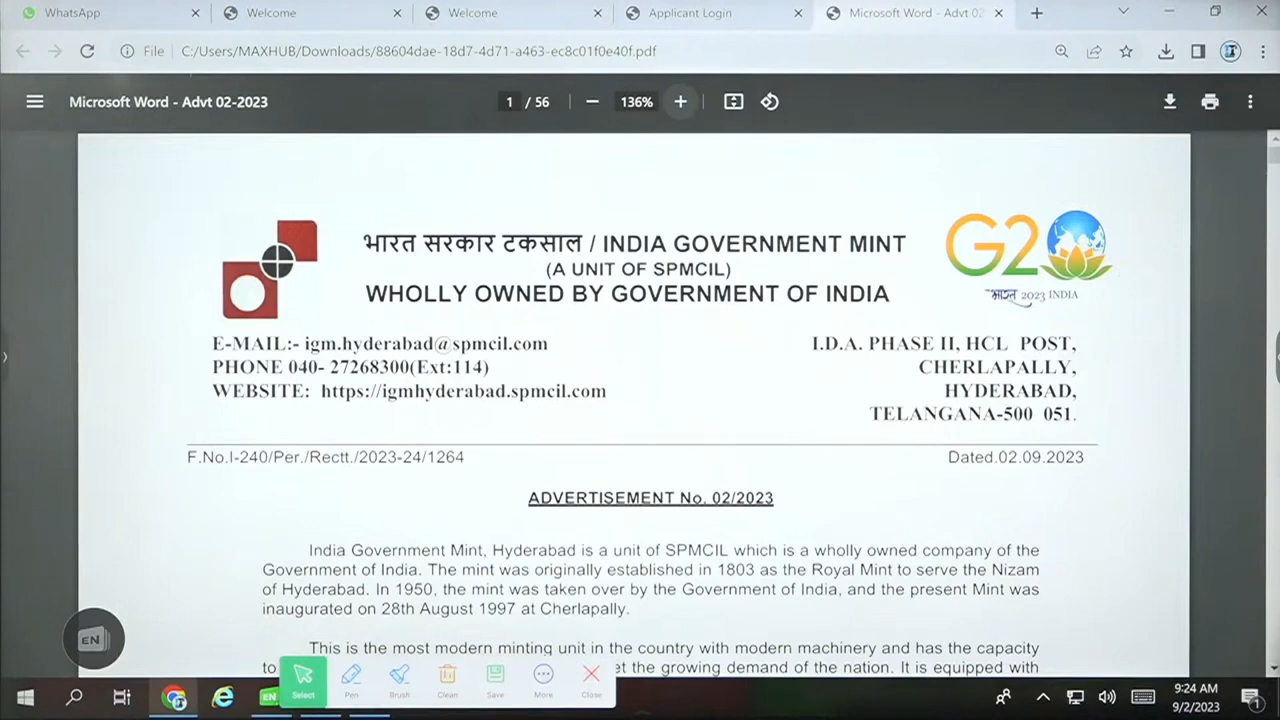 WhatsApp
Welcome
Welcome
Applicant Login
Microsoft Word - Advt 02
File C:/Users/MAXHUB/Downloads/88604dae-18d7-4d71-a463-ec8c01f0e40f.pdf
Microsoft Word - Advt 02-2023
1 / 56
136%
भारत सरकार टकसाल / INDIA GOVERNMENT MINT
(A UNIT OF SPMCIL)
WHOLLY OWNED BY GOVERNMENT OF INDIA
G20
भारत 2023 INDIA
E-MAIL:- igm.hyderabad@spmcil.com
PHONE 040- 27268300(Ext:114)
WEBSITE: https://igmhyderabad.spmcil.com
I.D.A. PHASE II, HCL POST,
CHERLAPALLY,
HYDERABAD,
TELANGANA-500 051.
F.No.I-240/Per./Rectt./2023-24/1264
Dated.02.09.2023
ADVERTISEMENT No. 02/2023
India Government Mint, Hyderabad is a unit of SPMCIL which is a wholly owned company of the
Government of India. The mint was originally established in 1803 as the Royal Mint to serve the Nizam
of Hyderabad. In 1950, the mint was taken over by the Government of India, and the present Mint was
inaugurated on 28th August 1997 at Cherlapally.
This is the most modern minting unit in the country with modern machinery and has the capacity
to
et the growing demand of the nation. It is equipped with
EN
Select
Pen
Brush
Clean
Save
More
Close
EN
9:24 AM
9/2/2023
1